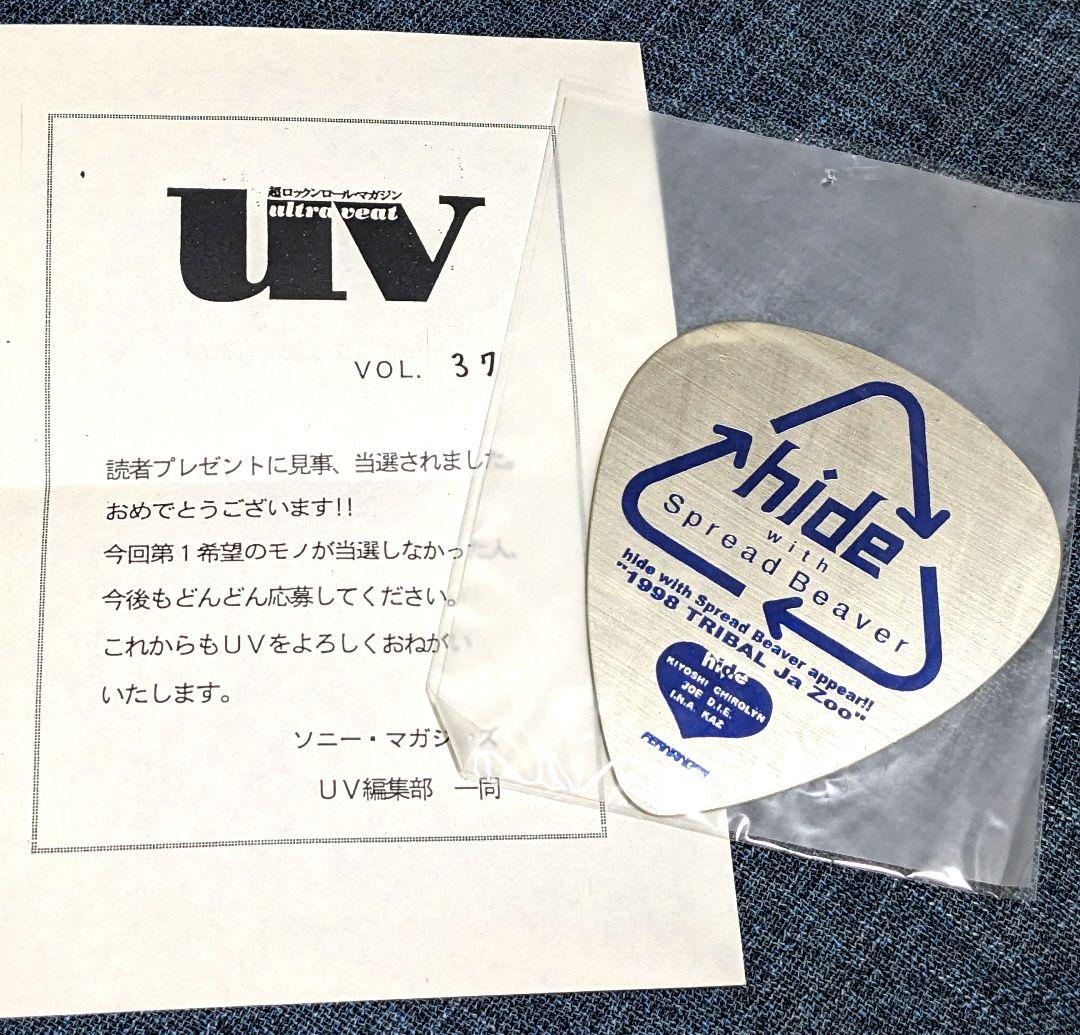 超ロックンロール・マガジン
ultra veat
uv
VOL. 37
読者プレゼントに見事、当選されました。
おめでとうございます!!
今回第1希望のモノが当選しなかった人、
今後もどんどん応募してください。
これからもUVをよろしくおねがい
いたします。
ソニー・マガジンズ
UV編集部 一同
hide
with
Spread Beaver
hide with Spread Beaver appear!!
"1998 TRIBAL Ja Zoo"
hide
KIYOSHI CHIROLYN
JOE D.I.E.
I.N.A KAZ
FERNANDES